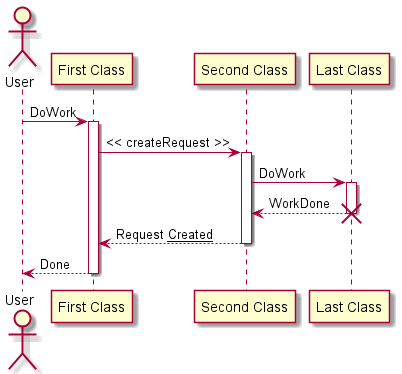 User
First Class
Second Class
Last Class
DoWork
<< createRequest >>
DoWork
WorkDone
Request Created
Done
User
First Class
Second Class
Last Class